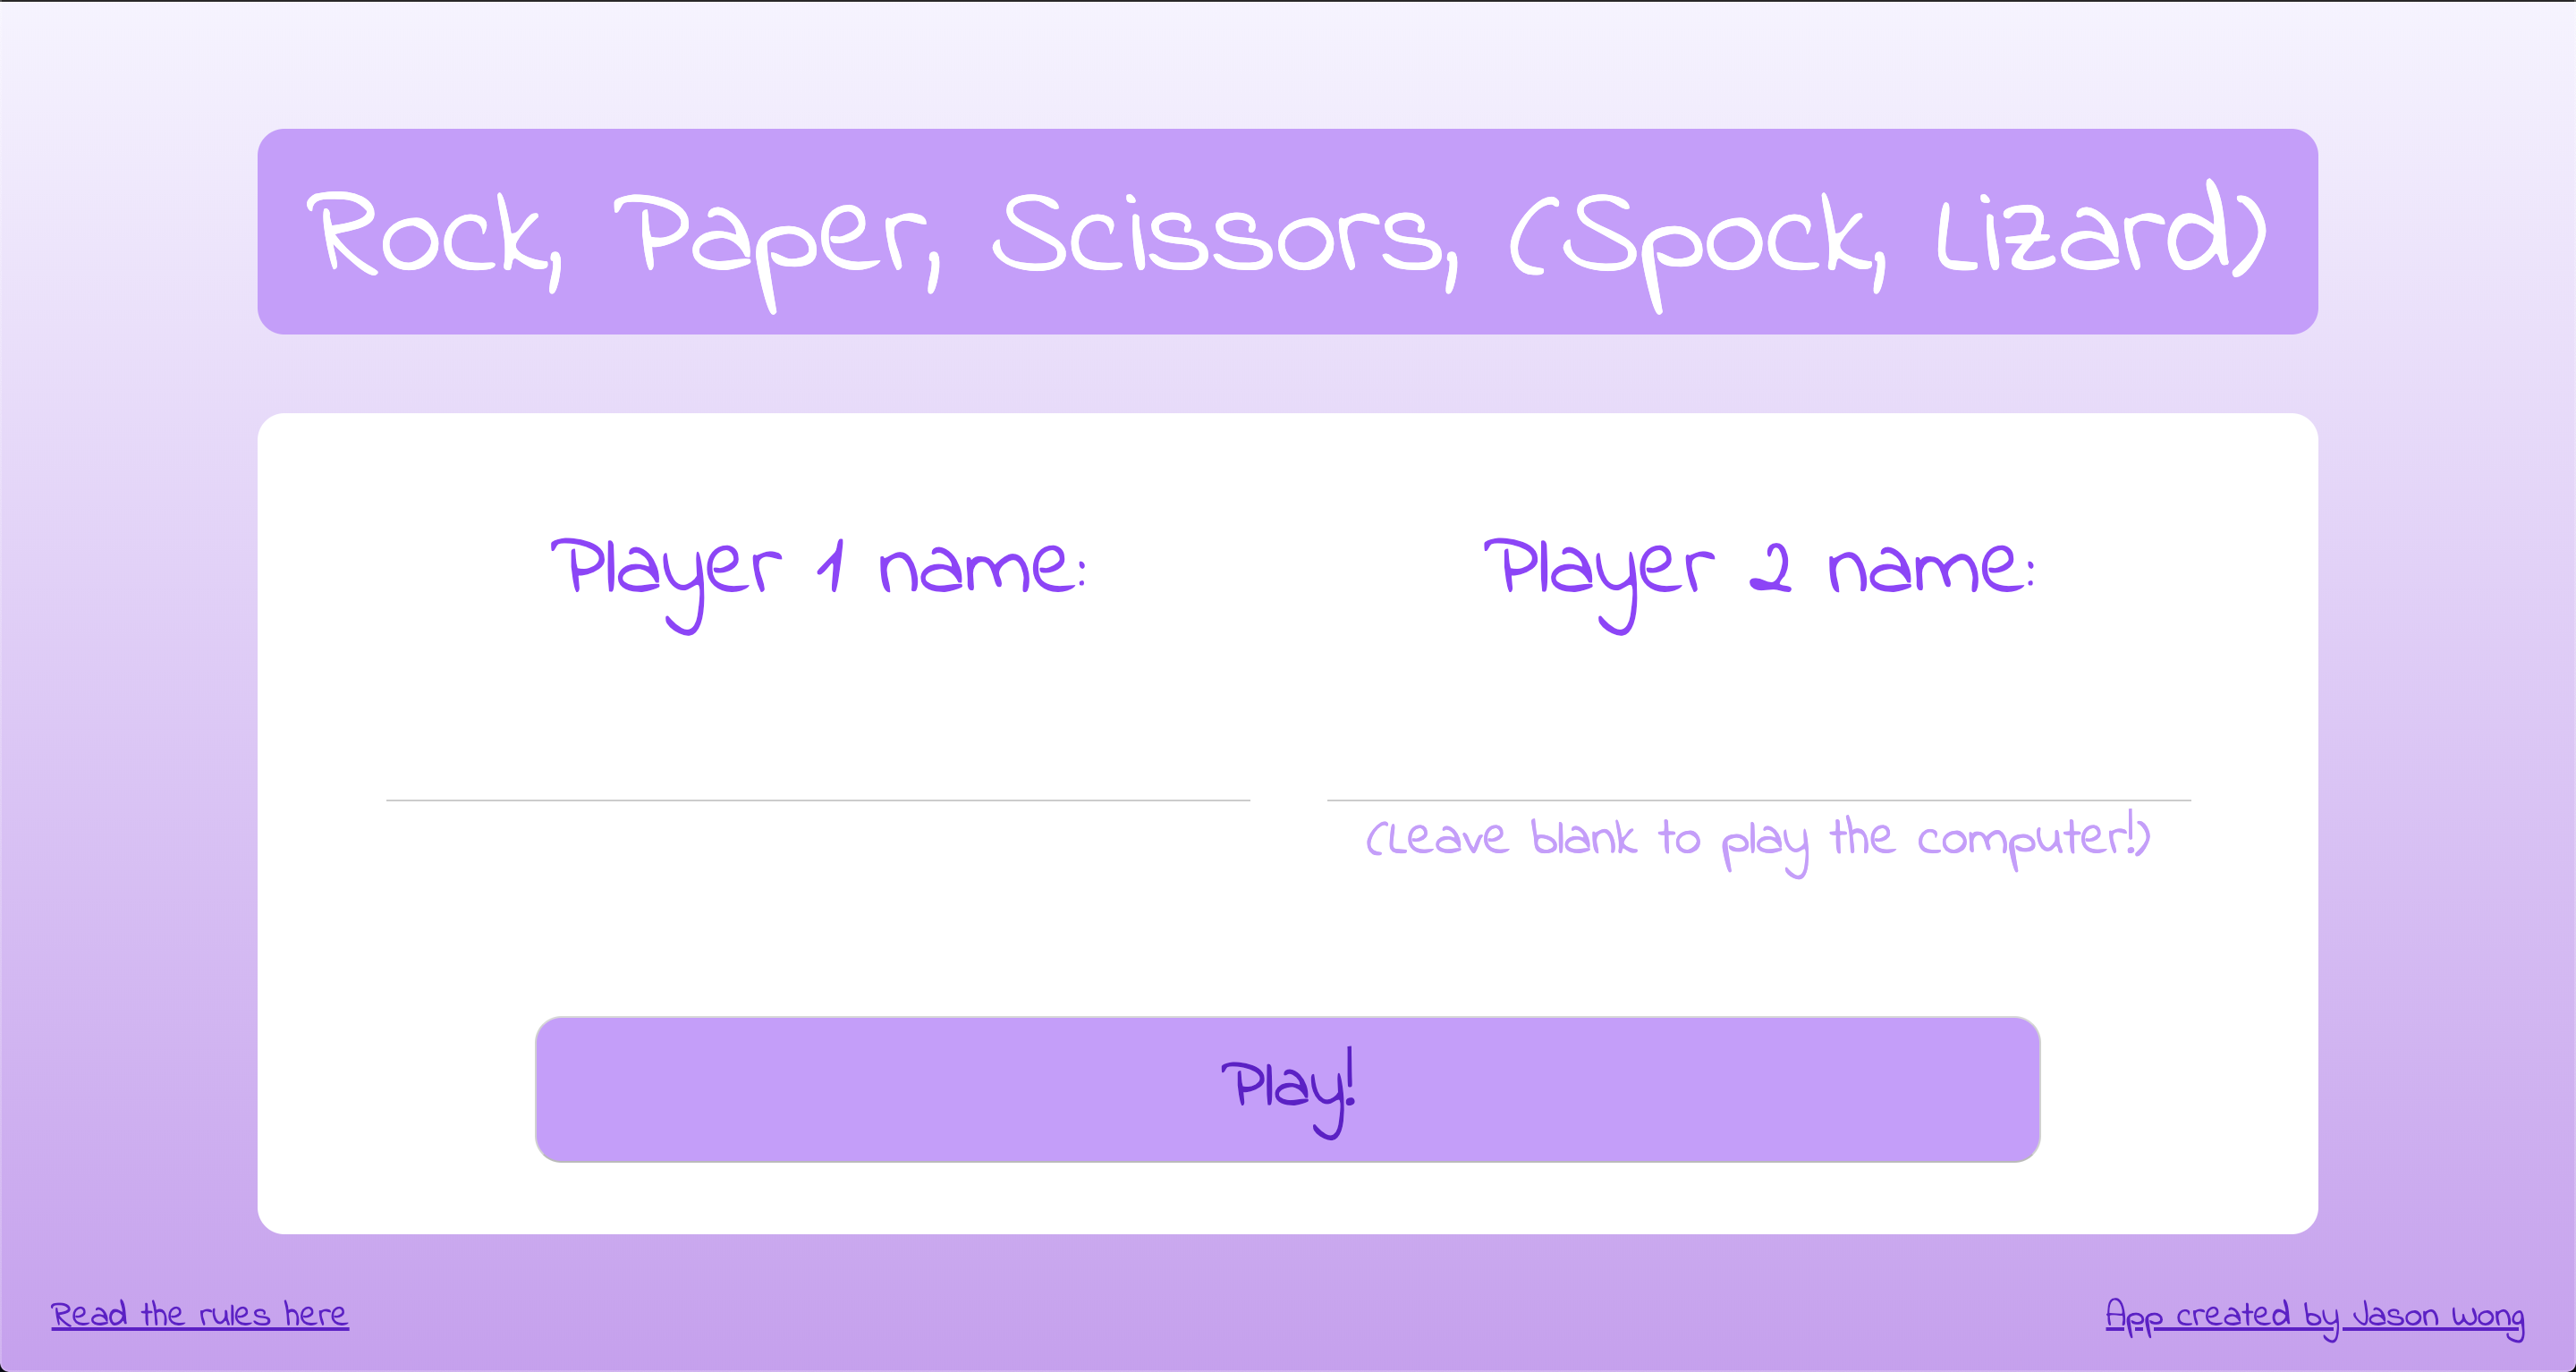 Rock, Paper, Scissors, (Spock, Lizard)
Player 1 name:
Player 2 name:
(Leave blank to play the computer!)
Play!
Read the rules here
App created by Jason Wong